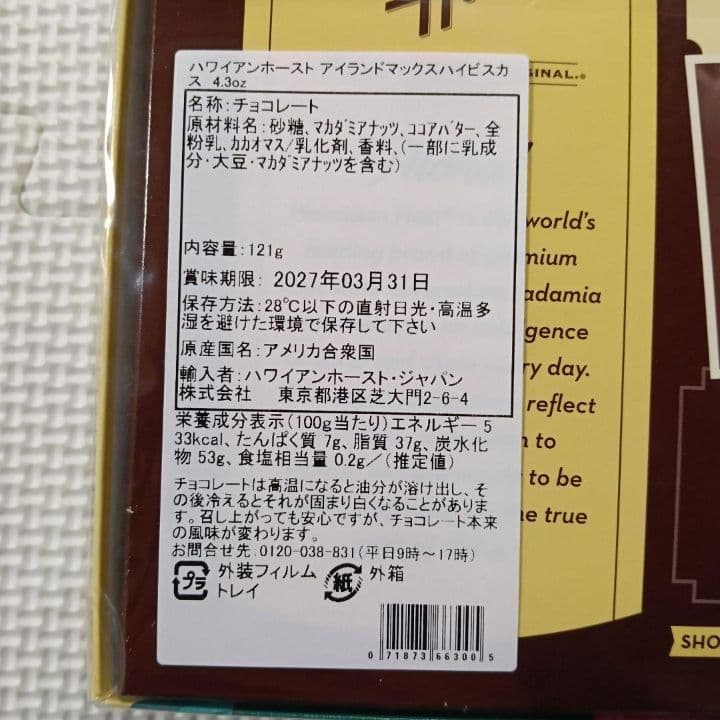 ハワイアンホースト アイランドマックスハイビスカ
ス 4.3oz
名称:チョコレート
原材料名:砂糖、マカダミアナッツ、ココアバター、全
粉乳、カカオマス/乳化剤、香料、(一部に乳成
分・大豆・マカダミアナッツを含む)
内容量:121g
賞味期限: 2027年03月31日
保存方法:28℃以下の直射日光・高温多
湿を避けた環境で保存して下さい
原産国名:アメリカ合衆国
輸入者:ハワイアンホースト・ジャパン
株式会社 東京都港区芝大門2-6-4
栄養成分表示(100g当たり)エネルギー 5
33kcal、たんぱく質 7g、脂質 37g、炭水化
物 53g、食塩相当量 0.2g/(推定値)
チョコレートは高温になると油分が溶け出し、そ
の後冷えるとそれが固まり白くなることがありま
す。召し上がっても安心ですが、チョコレート本来
の風味が変わります。
お問合せ先.0120-038-831(平日9時~17時)
プラ 外装フィルム
トレイ
紙 外箱
0 71873 66300 5
INAL.®
world's
mium
adamia
gence
ry day.
reflect
to
to be
e true
SHO